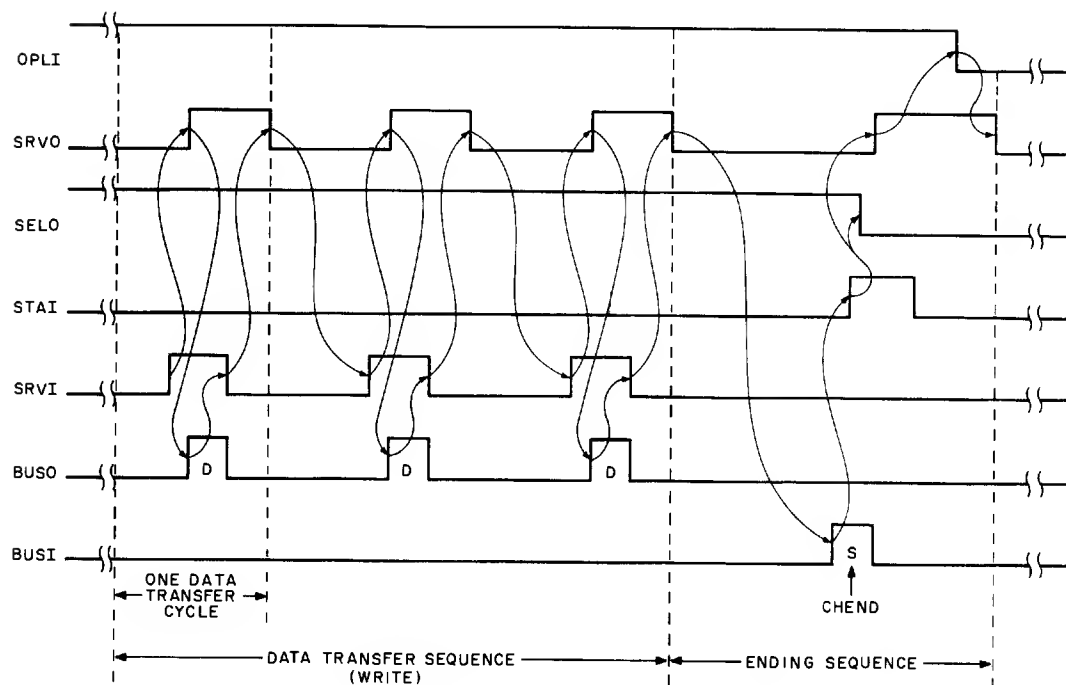 OPLI
SRVO
SELO
STAI
SRVI
BUSO
D
D
D
BUSI
S
CHEND
ONE DATA
TRANSFER
CYCLE
DATA TRANSFER SEQUENCE
(WRITE)
ENDING SEQUENCE